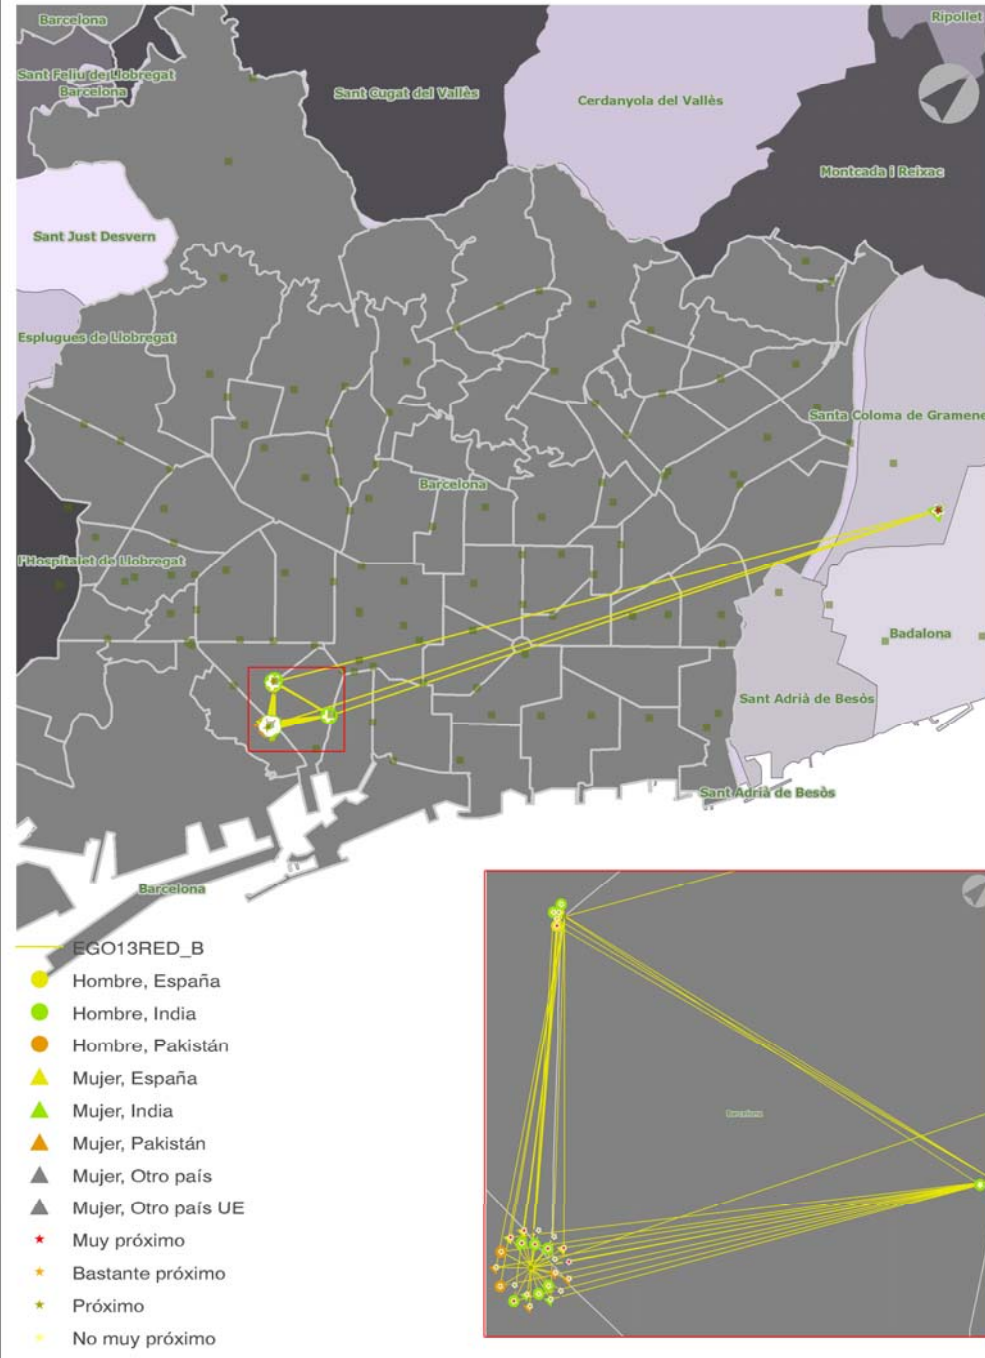 Barcelona
Ripollet
Sant Feliu de Llobregat
Barcelona
Sant Cugat del Vallès
Cerdanyola del Vallès
Montcada i Reixac
Sant Just Desvern
Esplugues de Llobregat
Santa Coloma de Gramene
Barcelona
l'Hospitalet de Llobregat
Badalona
Sant Adrià de Besòs
Sant Adrià de Besòs
Barcelona
EGO13RED_B
Hombre, España
Hombre, India
Hombre, Pakistán
Mujer, España
Mujer, India
Mujer, Pakistán
Mujer, Otro país
Mujer, Otro país UE
Muy próximo
Bastante próximo
Próximo
No muy próximo
Barcelona